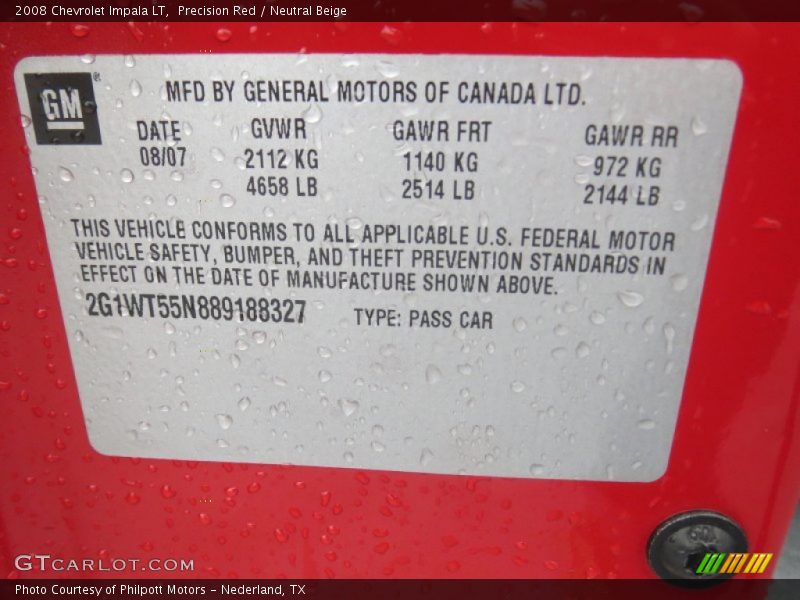 2008 Chevrolet Impala LT, Precision Red / Neutral Beige
GM
MFD BY GENERAL MOTORS OF CANADA LTD.
DATE GVWR GAWR FRT GAWR RR
08/07 2112 KG 1140 KG 972 KG
4658 LB 2514 LB 2144 LB
THIS VEHICLE CONFORMS TO ALL APPLICABLE U.S. FEDERAL MOTOR
VEHICLE SAFETY, BUMPER, AND THEFT PREVENTION STANDARDS IN
EFFECT ON THE DATE OF MANUFACTURE SHOWN ABOVE.
2G1WT55N889188327 TYPE: PASS CAR
GTCARLOT.COM
Photo Courtesy of Philpott Motors - Nederland, TX